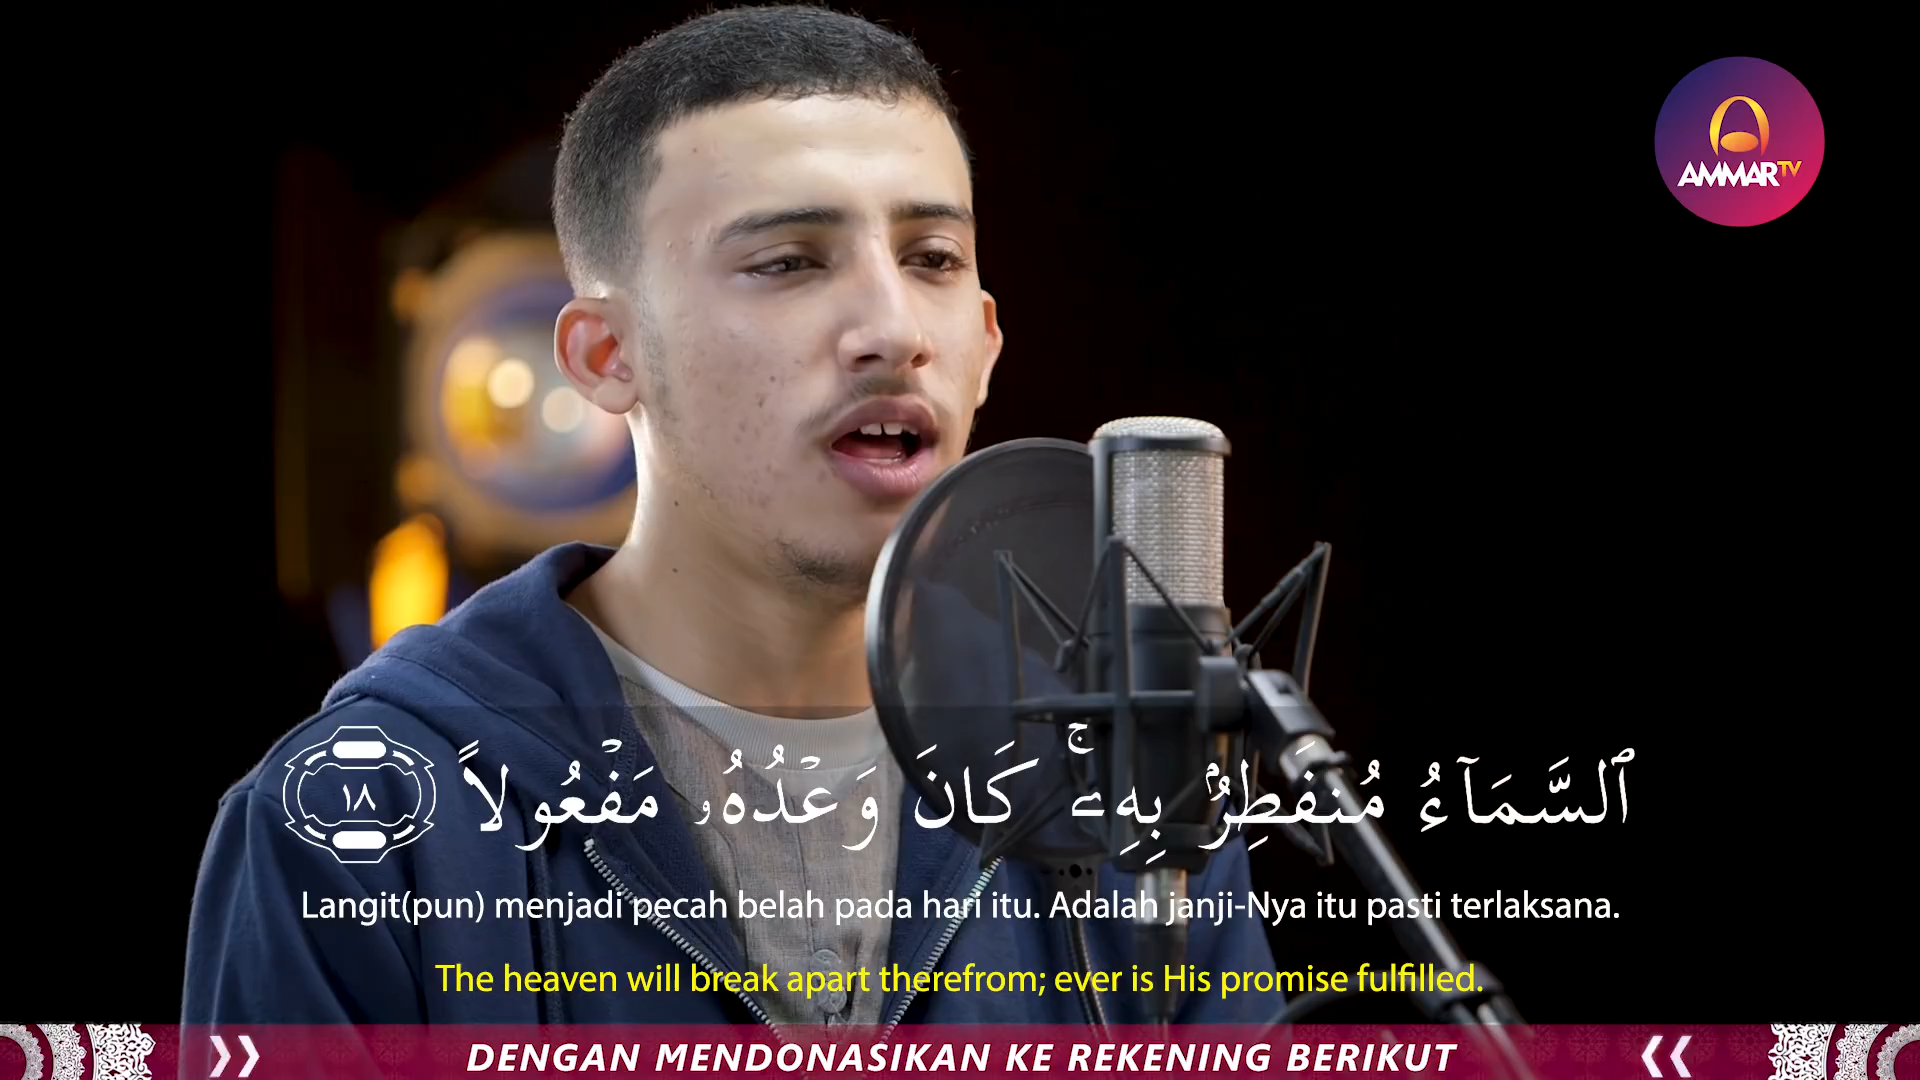 AMMARTV
ٱلسَّمَآءُ مُنفَطِرٌۢ بِهِۦۚ كَانَ وَعْدُهُۥ مَفْعُولاً ١٨
Langit(pun) menjadi pecah belah pada hari itu. Adalah janji-Nya itu pasti terlaksana.
The heaven will break apart therefrom; ever is His promise fulfilled.
DENGAN MENDONASIKAN KE REKENING BERIKUT